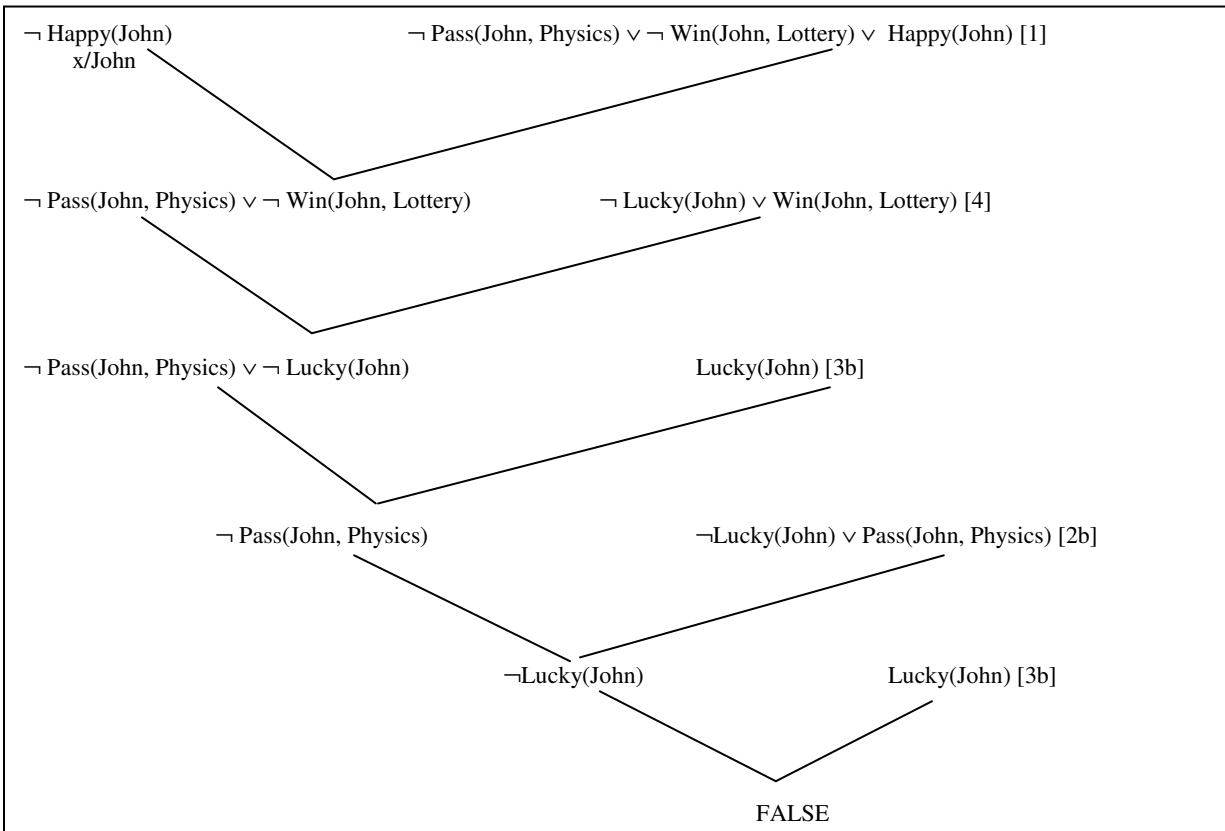 ¬ Happy(John) ¬ Pass(John, Physics) ∨ ¬ Win(John, Lottery) ∨ Happy(John) [1]
x/John
¬ Pass(John, Physics) ∨ ¬ Win(John, Lottery) ¬ Lucky(John) ∨ Win(John, Lottery) [4]
¬ Pass(John, Physics) ∨ ¬ Lucky(John) Lucky(John) [3b]
¬ Pass(John, Physics) ¬Lucky(John) ∨ Pass(John, Physics) [2b]
¬Lucky(John) Lucky(John) [3b]
FALSE